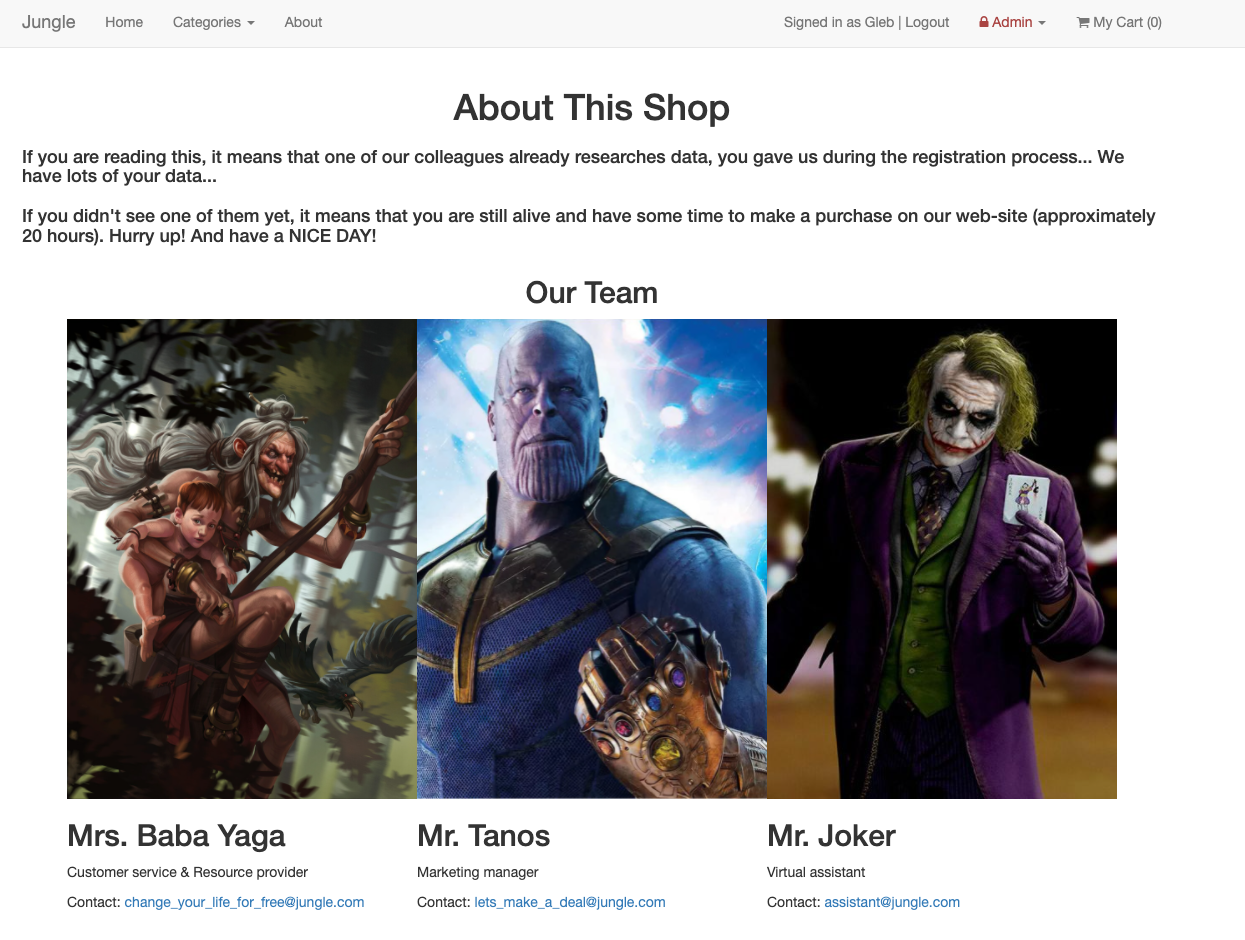 Jungle Home Categories About Signed in as Gleb | Logout Admin My Cart (0)
About This Shop
If you are reading this, it means that one of our colleagues already researches data, you gave us during the registration process... We
have lots of your data...
If you didn't see one of them yet, it means that you are still alive and have some time to make a purchase on our web-site (approximately
20 hours). Hurry up! And have a NICE DAY!
Our Team
Mrs. Baba Yaga Mr. Tanos Mr. Joker
Customer service & Resource provider Marketing manager Virtual assistant
Contact: change_your_life_for_free@jungle.com Contact: lets_make_a_deal@jungle.com Contact: assistant@jungle.com